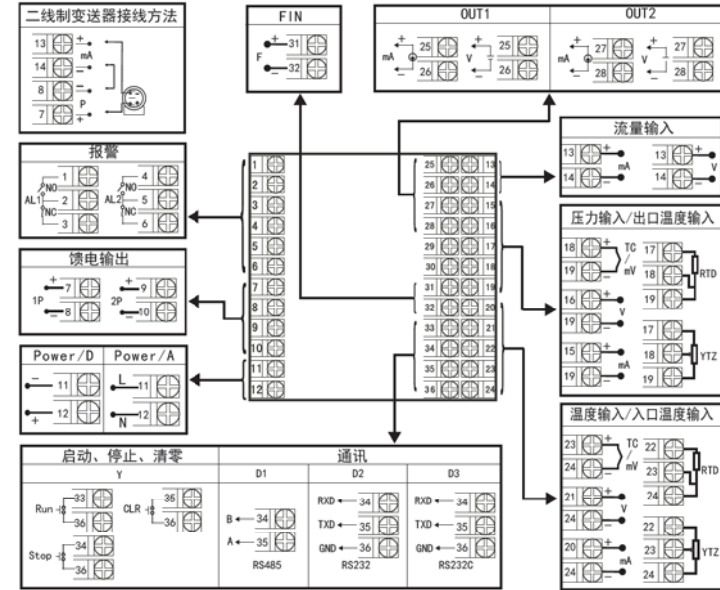 二线制变送器接线方法
13 + mA
14 −
8 − P
7 +
FIN
+ 31
F
− 32
OUT1 OUT2
mA + 25 − 26 V + 25 − 26
mA + 27 − 28 V + 27 − 28
报警
AL1 NO 1 2 NC 3
AL2 NO 4 5 NC 6
馈电输出
1P + 7 − 8
2P + 9 − 10
Power/D Power/A
− 11 L 11
+ 12 N 12
1 25 13
2 26 14
3 27 15
4 28 16
5 29 17
6 30 18
7 31 19
8 32 20
9 33 21
10 34 22
11 35 23
12 36 24
流量输入
13 + mA 14 −
13 + V 14 −
压力输入/出口温度输入
18 + TC/mV 19 −
17 18 19 RTD
16 + V 19 −
15 + mA 19 −
17 18 19 YTZ
温度输入/入口温度输入
23 + TC/mV 24 −
22 23 24 RTD
21 + V 24 −
20 + mA 24 −
22 23 24 YTZ
启动、停止、清零 通讯
Y D1 D2 D3
Run 33 36
CLR 35 36
Stop 34 36
B 34
A 35
RS485
RXD 34
TXD 35
GND 36
RS232
RXD 34
TXD 35
GND 36
RS232C